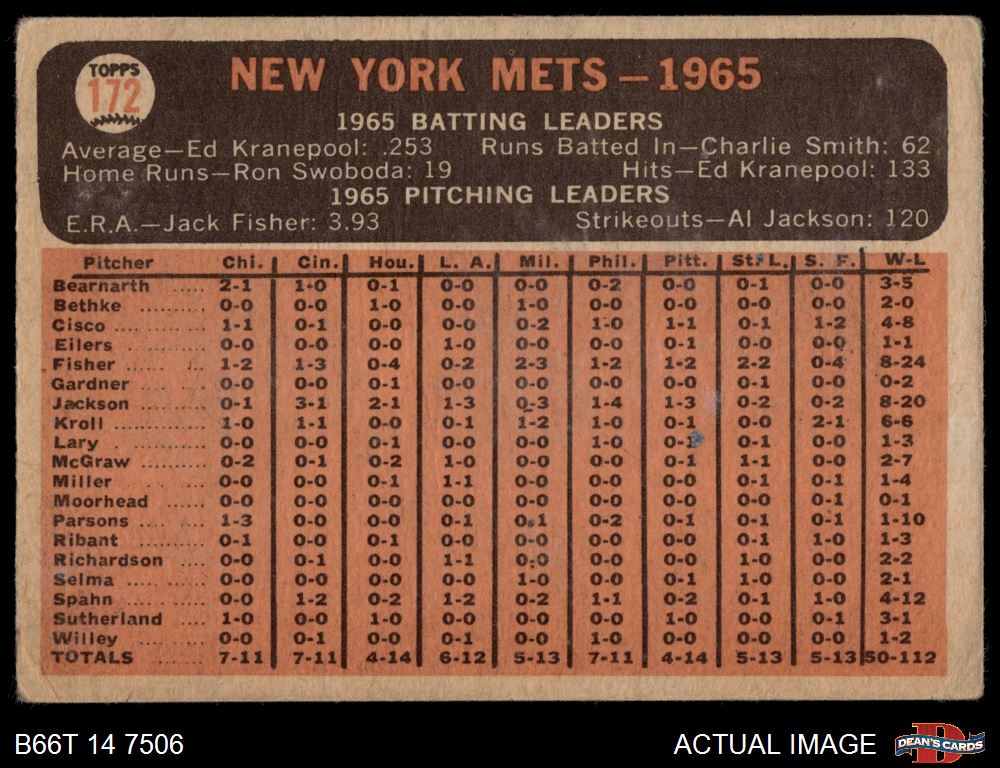 TOPPS
172
NEW YORK METS — 1965
1965 BATTING LEADERS
Average—Ed Kranepool: .253 Runs Batted In—Charlie Smith: 62
Home Runs—Ron Swoboda: 19 Hits—Ed Kranepool: 133
1965 PITCHING LEADERS
E.R.A.—Jack Fisher: 3.93 Strikeouts—Al Jackson: 120
Pitcher Chi. Cin. Hou. L. A. Mil. Phil. Pitt. St. L. S. F. W-L
Bearnarth ..... 2-1 1-0 0-1 0-0 0-0 0-2 0-0 0-1 0-0 3-5
Bethke .......... 0-0 0-0 1-0 0-0 1-0 0-0 0-0 0-0 0-0 2-0
Cisco .............. 1-1 0-1 0-0 0-0 0-2 1-0 1-1 0-1 1-2 4-8
Eilers .............. 0-0 0-0 0-0 1-0 0-0 0-0 0-1 0-0 0-0 1-1
Fisher ............ 1-2 1-3 0-4 0-2 2-3 1-2 1-2 2-2 0-4 8-24
Gardner .......... 0-0 0-0 0-1 0-0 0-0 0-0 0-0 0-1 0-0 0-2
Jackson .......... 0-1 3-1 2-1 1-3 0-3 1-4 1-3 0-2 0-2 8-20
Kroll .............. 1-0 1-1 0-0 0-1 1-2 1-0 0-1 0-0 2-1 6-6
Lary .............. 0-0 0-0 0-1 0-0 0-0 1-0 0-1 0-1 0-0 1-3
McGraw .......... 0-2 0-1 0-2 1-0 0-0 0-0 0-1 1-1 0-0 2-7
Miller ............ 0-0 0-0 0-1 1-1 0-0 0-0 0-0 0-0 0-1 1-4
Moorhead ..... 0-0 0-0 0-0 0-0 0-0 0-0 0-0 0-0 0-1 0-1
Parsons .......... 1-3 0-0 0-0 0-1 0-1 0-2 0-1 0-1 0-1 1-10
Ribant .......... 0-1 0-0 0-0 0-0 0-0 0-0 0-0 0-1 1-0 1-3
Richardson .... 0-0 0-1 0-0 1-1 0-0 0-0 0-0 1-0 0-0 2-2
Selma ............ 0-0 0-0 0-0 0-0 1-0 0-0 0-1 1-0 0-0 2-1
Spahn ............ 0-0 1-2 0-2 1-2 0-2 1-1 0-2 0-1 1-0 4-12
Sutherland .... 1-0 0-0 1-0 0-0 0-0 0-0 1-0 0-0 0-1 3-1
Willey ............ 0-0 0-1 0-0 0-1 0-0 1-0 0-0 0-0 0-0 1-2
TOTALS ........ 7-11 7-11 4-14 6-12 5-13 7-11 4-14 5-13 5-13 50-112
B66T 14 7506 ACTUAL IMAGE
D
DEAN'S CARDS